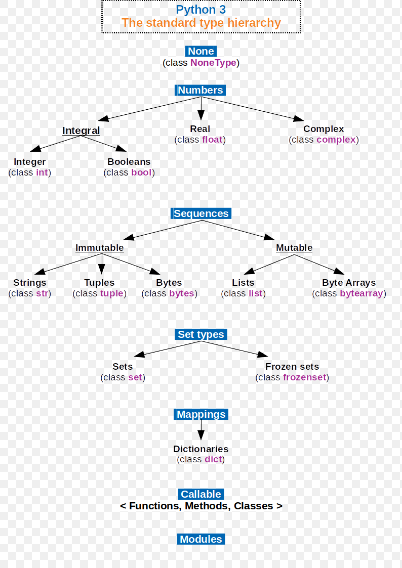 Python 3
The standard type hierarchy
None
(class NoneType)
Numbers
Integral
Real
(class float)
Complex
(class complex)
Integer
(class int)
Booleans
(class bool)
Sequences
Immutable
Mutable
Strings
(class str)
Tuples
(class tuple)
Bytes
(class bytes)
Lists
(class list)
Byte Arrays
(class bytearray)
Set types
Sets
(class set)
Frozen sets
(class frozenset)
Mappings
Dictionaries
(class dict)
Callable
< Functions, Methods, Classes >
Modules